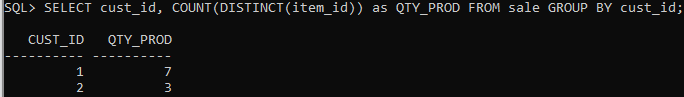 SQL> SELECT cust_id, COUNT(DISTINCT(item_id)) as QTY_PROD FROM sale GROUP BY cust_id;
CUST_ID QTY_PROD
---------- ----------
1 7
2 3